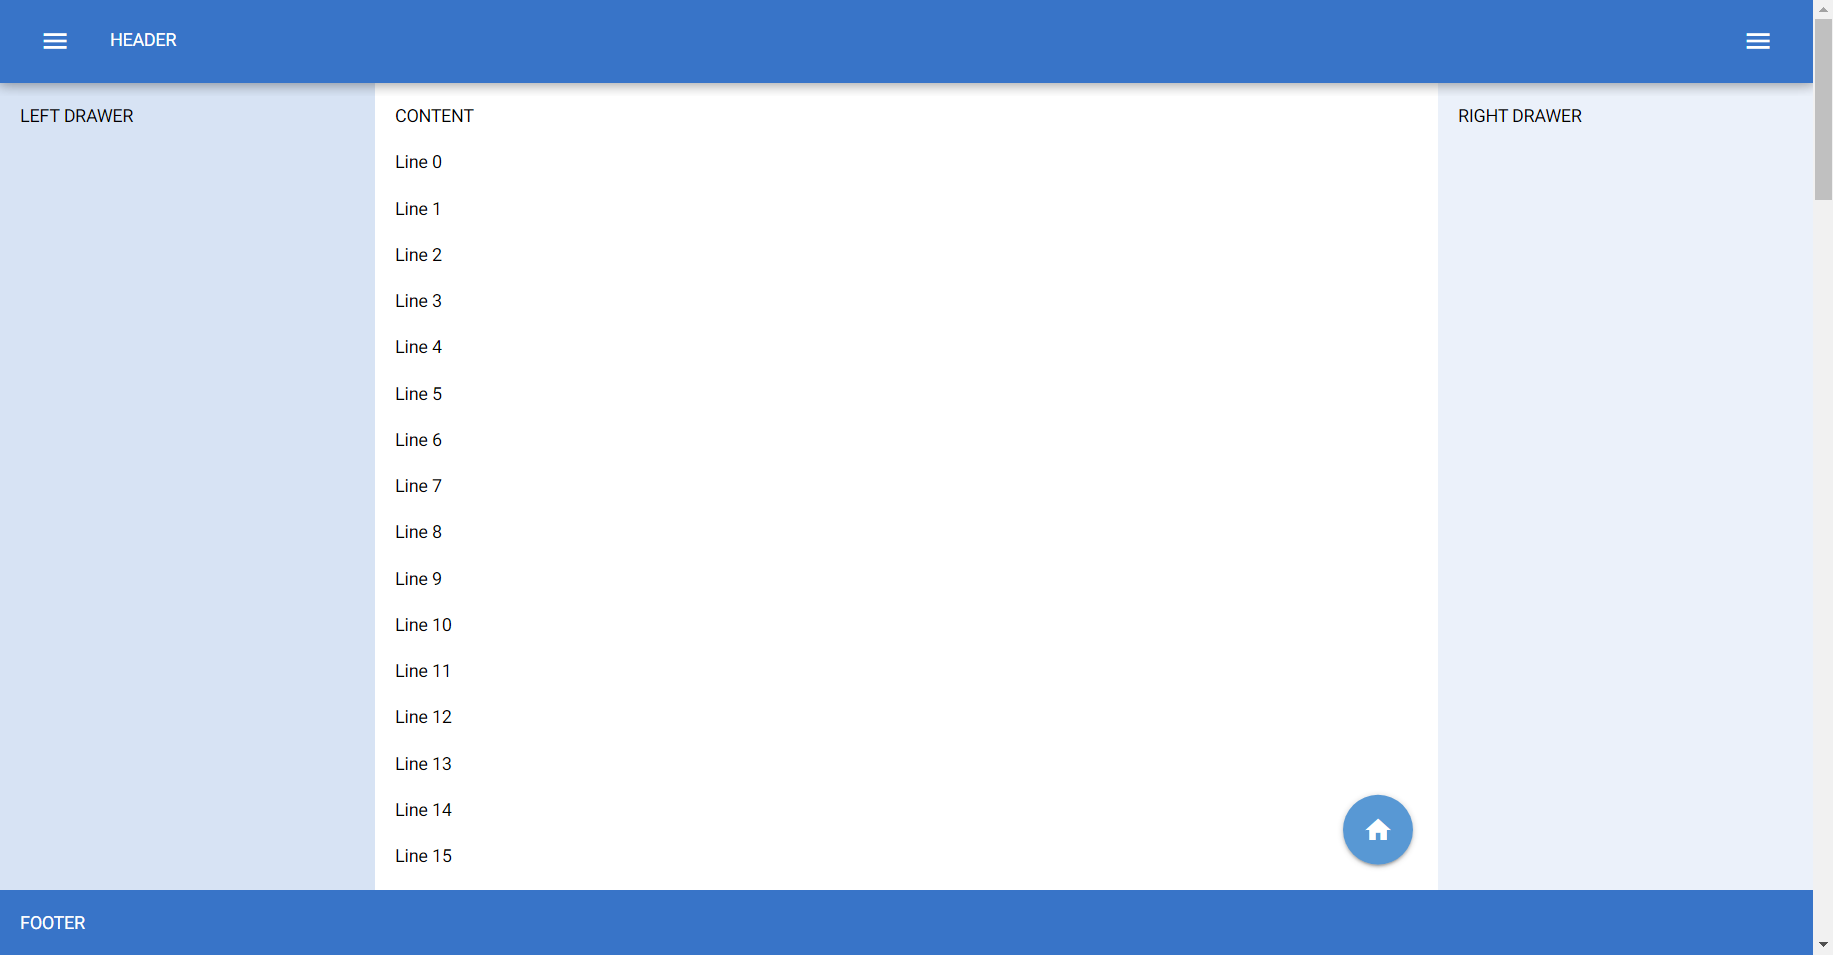 HEADER
LEFT DRAWER
CONTENT
Line 0
Line 1
Line 2
Line 3
Line 4
Line 5
Line 6
Line 7
Line 8
Line 9
Line 10
Line 11
Line 12
Line 13
Line 14
Line 15
RIGHT DRAWER
FOOTER